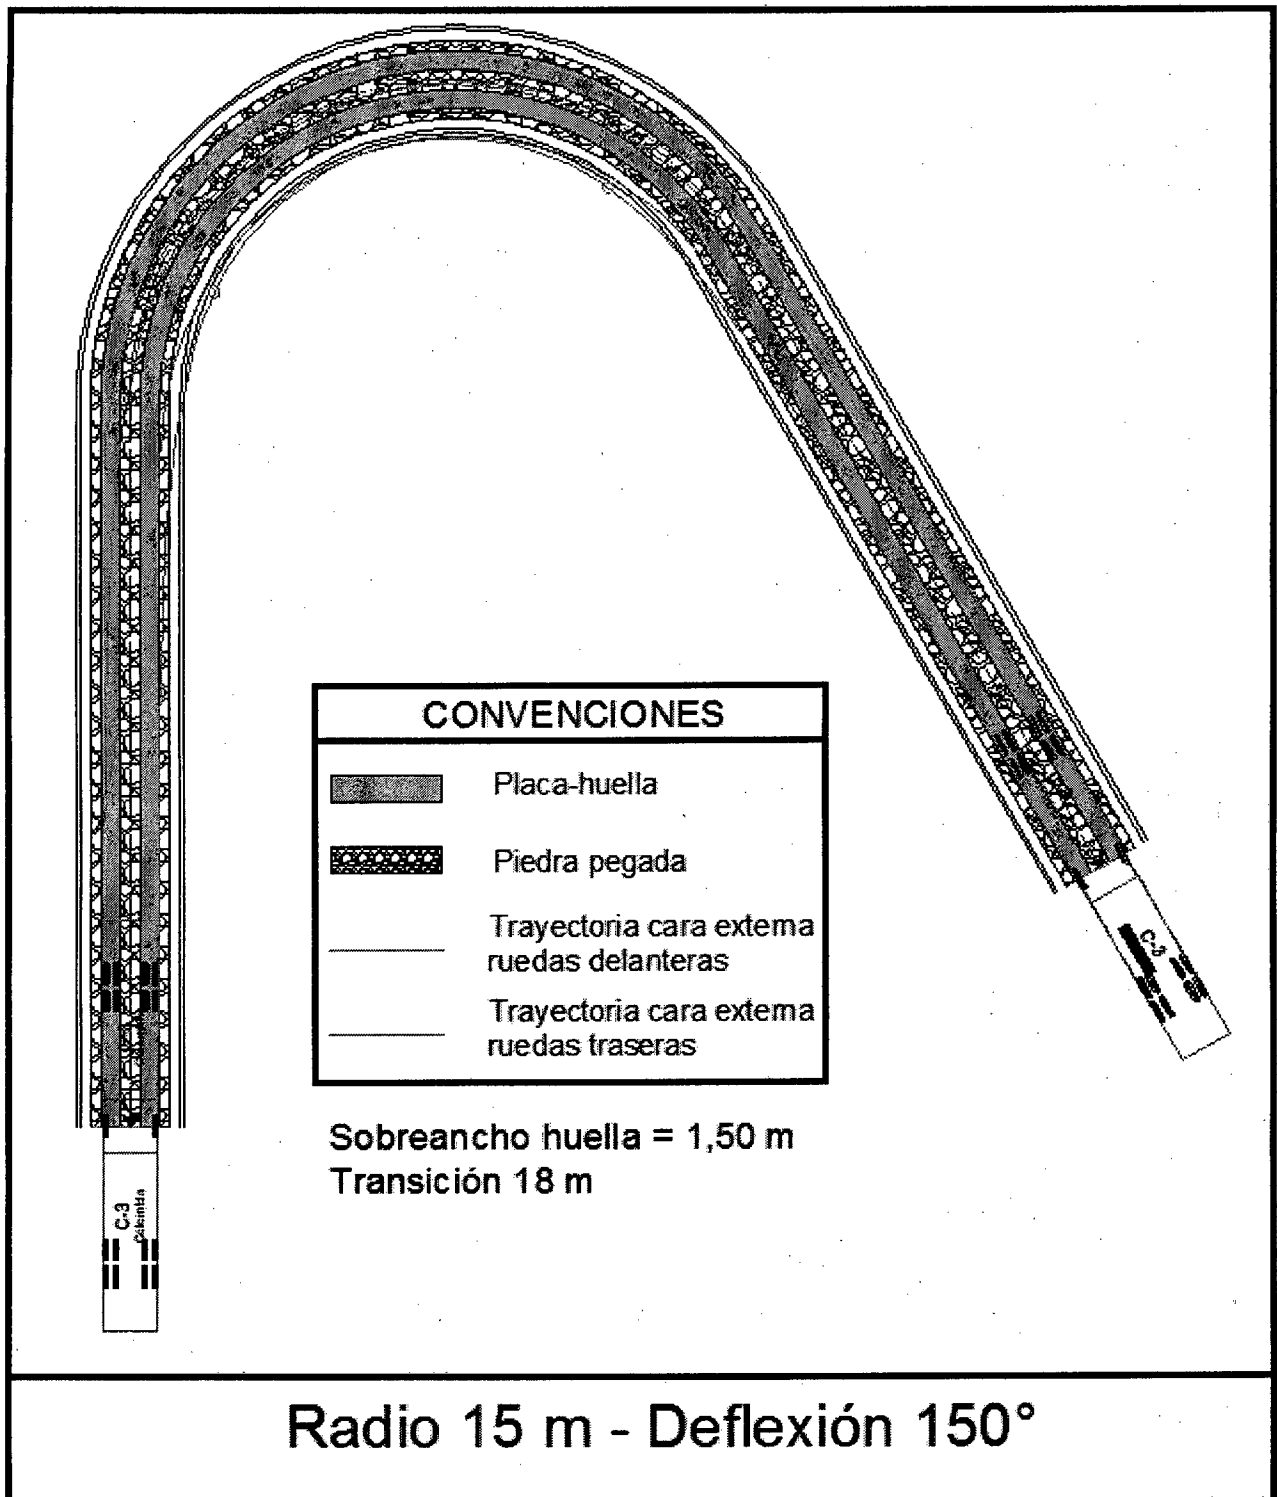 CONVENCIONES
Placa-huella
Piedra pegada
Trayectoria cara externa
ruedas delanteras
Trayectoria cara externa
ruedas traseras
Sobreancho huella = 1,50 m
Transición 18 m
C-3
C-3
Radio 15 m - Deflexión 150°